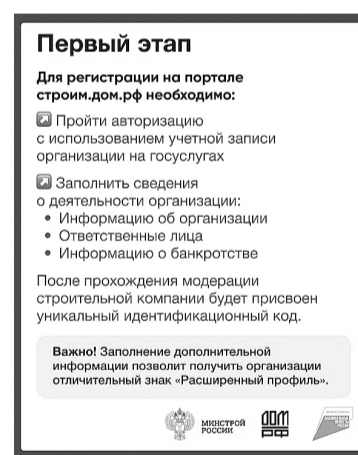 Первый этап
Для регистрации на портале
строим.дом.рф необходимо:
Пройти авторизацию
с использованием учетной записи
организации на госуслугах
Заполнить сведения
о деятельности организации:
• Информацию об организации
• Ответственные лица
• Информацию о банкротстве
После прохождения модерации
строительной компании будет присвоен
уникальный идентификационный код.
Важно! Заполнение дополнительной
информации позволит получить организации
отличительный знак «Расширенный профиль».
МИНСТРОЙ
РОССИИ
ДОМ
РФ